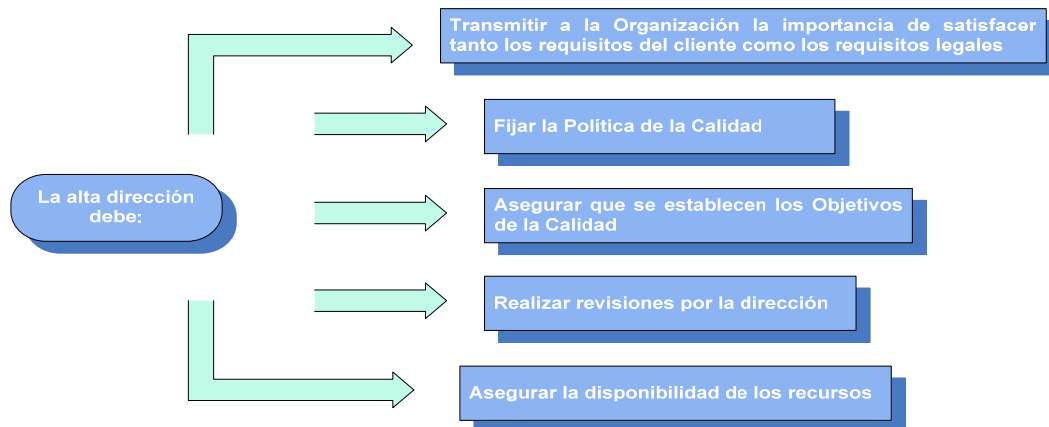 Transmitir a la Organización la importancia de satisfacer
tanto los requisitos del cliente como los requisitos legales
Fijar la Política de la Calidad
La alta dirección
debe:
Asegurar que se establecen los Objetivos
de la Calidad
Realizar revisiones por la dirección
Asegurar la disponibilidad de los recursos